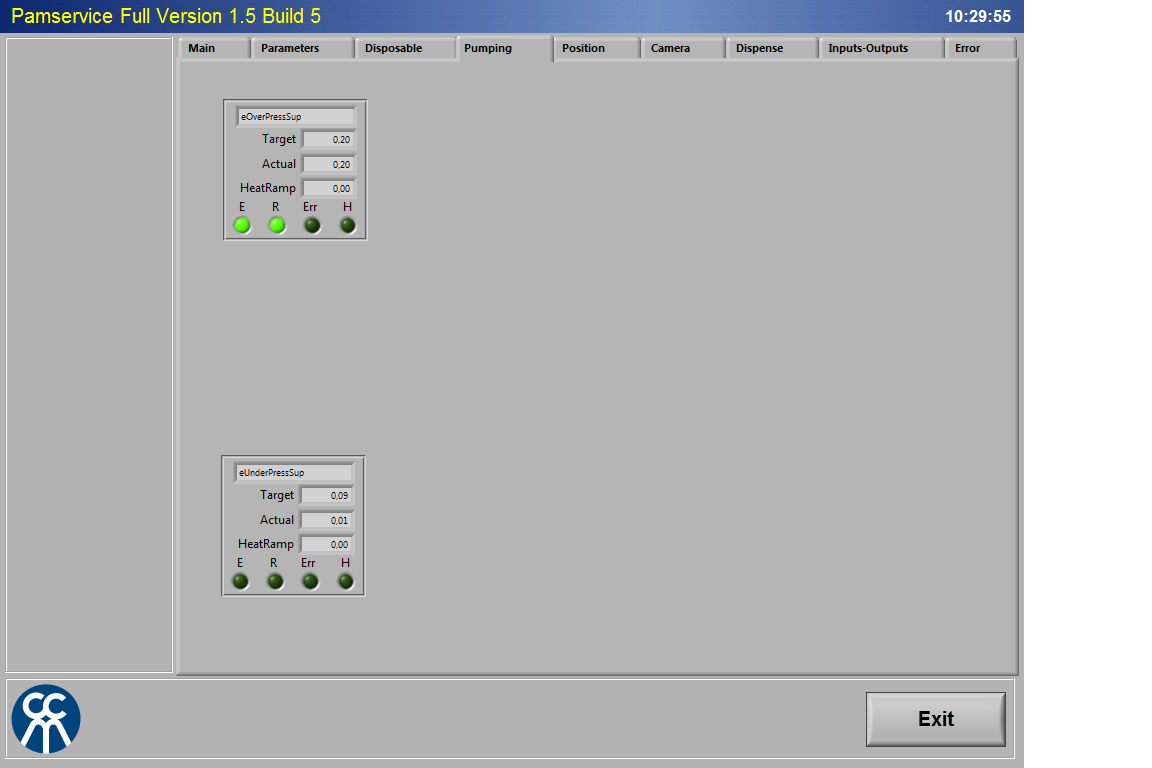 Pamservice Full Version 1.5 Build 5 10:29:55
Main Parameters Disposable Pumping Position Camera Dispense Inputs-Outputs Error
eOverPressSup
Target 0,20
Actual 0,20
HeatRamp 0,00
E R Err H
eUnderPressSup
Target 0,09
Actual 0,01
HeatRamp 0,00
E R Err H
Exit